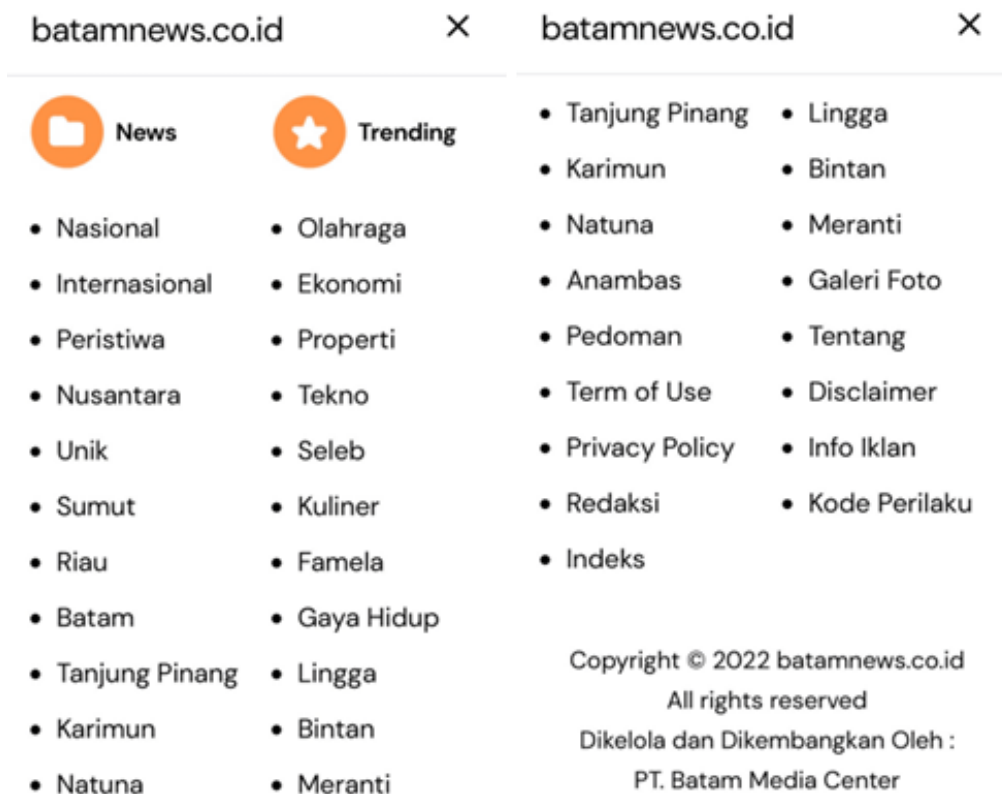 batamnews.co.id ×
News Trending
• Nasional • Olahraga
• Internasional • Ekonomi
• Peristiwa • Properti
• Nusantara • Tekno
• Unik • Seleb
• Sumut • Kuliner
• Riau • Famela
• Batam • Gaya Hidup
• Tanjung Pinang • Lingga
• Karimun • Bintan
• Natuna • Meranti
batamnews.co.id ×
• Tanjung Pinang • Lingga
• Karimun • Bintan
• Natuna • Meranti
• Anambas • Galeri Foto
• Pedoman • Tentang
• Term of Use • Disclaimer
• Privacy Policy • Info Iklan
• Redaksi • Kode Perilaku
• Indeks
Copyright © 2022 batamnews.co.id
All rights reserved
Dikelola dan Dikembangkan Oleh :
PT. Batam Media Center